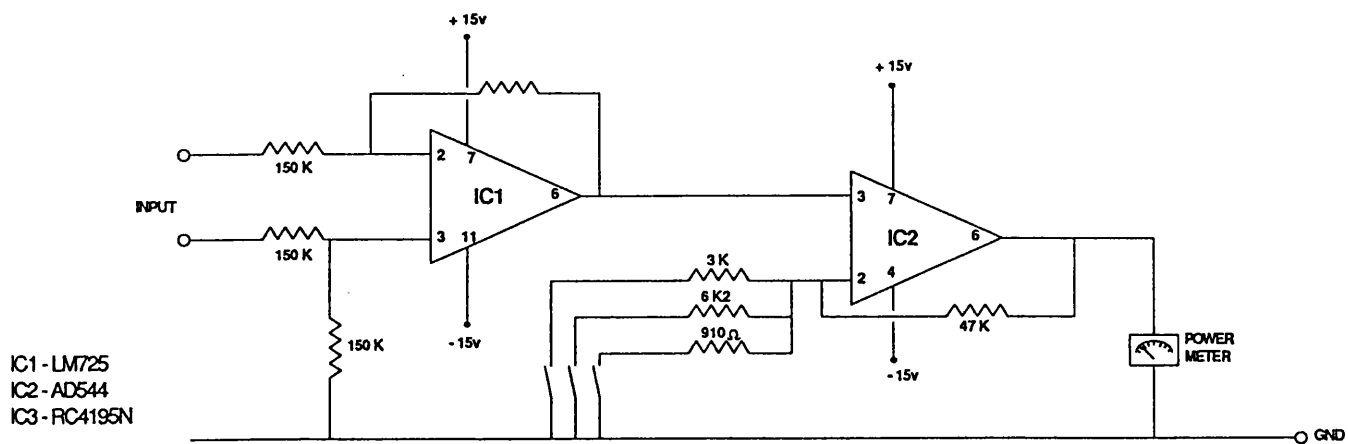 + 15v
+ 15v
150 K
2
7
IC1
6
INPUT
150 K
3
11
- 15v
3
7
IC2
6
2
4
3 K
6 K2
910 Ω
47 K
- 15v
150 K
POWER
METER
IC1 - LM725
IC2 - AD544
IC3 - RC4195N
GND